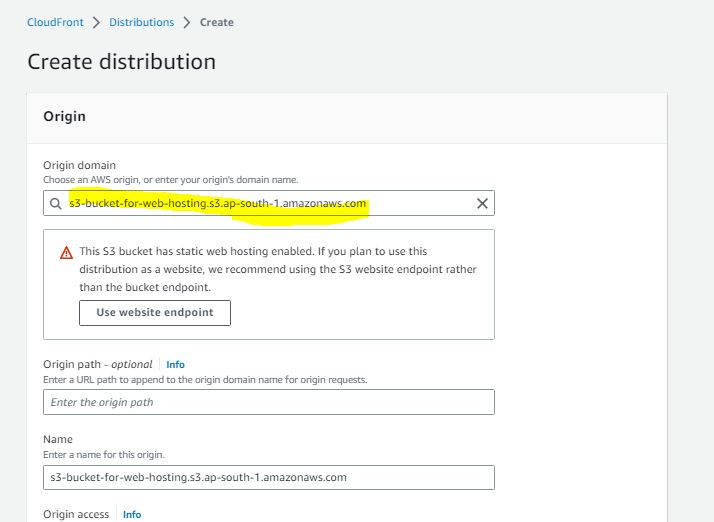 CloudFront > Distributions > Create
Create distribution
Origin
Origin domain
Choose an AWS origin, or enter your origin's domain name.
s3-bucket-for-web-hosting.s3.ap-south-1.amazonaws.com
This S3 bucket has static web hosting enabled. If you plan to use this
distribution as a website, we recommend using the S3 website endpoint rather
than the bucket endpoint.
Use website endpoint
Origin path - optional Info
Enter a URL path to append to the origin domain name for origin requests.
Enter the origin path
Name
Enter a name for this origin.
s3-bucket-for-web-hosting.s3.ap-south-1.amazonaws.com
Origin access Info